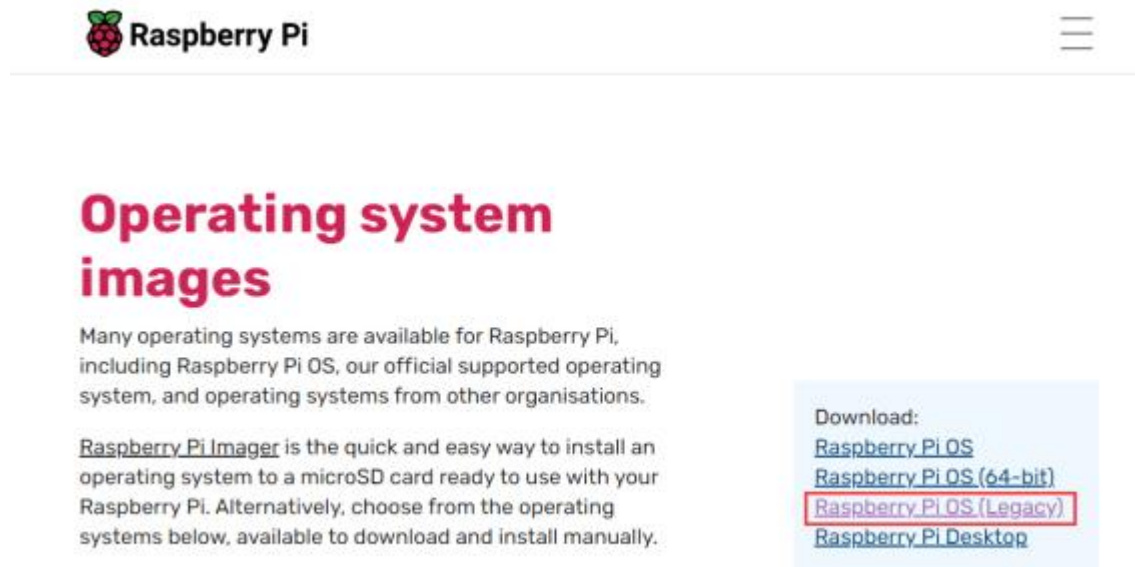 Raspberry Pi
Operating system
images
Many operating systems are available for Raspberry Pi,
including Raspberry Pi OS, our official supported operating
system, and operating systems from other organisations.
Raspberry Pi Imager is the quick and easy way to install an
operating system to a microSD card ready to use with your
Raspberry Pi. Alternatively, choose from the operating
systems below, available to download and install manually.
Download:
Raspberry Pi OS
Raspberry Pi OS (64-bit)
Raspberry Pi OS (Legacy)
Raspberry Pi Desktop